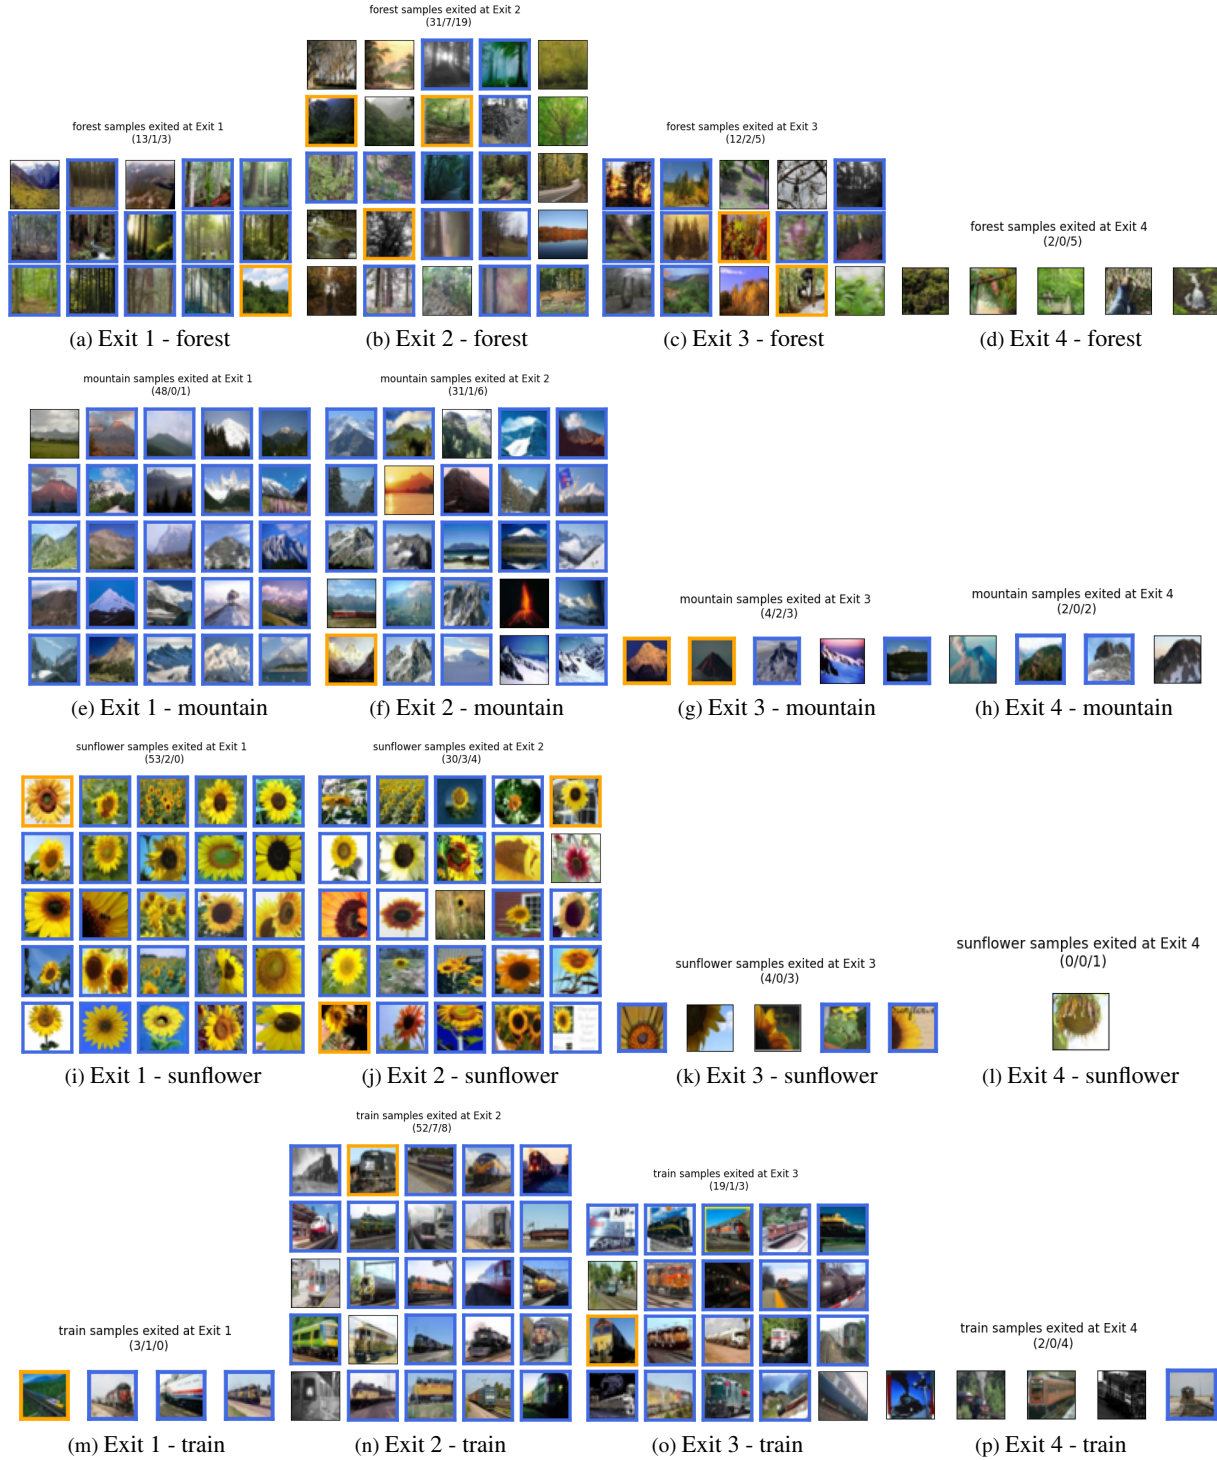 forest samples exited at Exit 1
(13/1/3)
forest samples exited at Exit 2
(31/7/19)
forest samples exited at Exit 3
(12/2/5)
forest samples exited at Exit 4
(2/0/5)
(a) Exit 1 - forest
(b) Exit 2 - forest
(c) Exit 3 - forest
(d) Exit 4 - forest
mountain samples exited at Exit 1
(48/0/1)
mountain samples exited at Exit 2
(31/1/6)
mountain samples exited at Exit 3
(4/2/3)
mountain samples exited at Exit 4
(2/0/2)
(e) Exit 1 - mountain
(f) Exit 2 - mountain
(g) Exit 3 - mountain
(h) Exit 4 - mountain
sunflower samples exited at Exit 1
(53/2/0)
sunflower samples exited at Exit 2
(30/3/4)
sunflower samples exited at Exit 3
(4/0/3)
sunflower samples exited at Exit 4
(0/0/1)
(i) Exit 1 - sunflower
(j) Exit 2 - sunflower
(k) Exit 3 - sunflower
(l) Exit 4 - sunflower
train samples exited at Exit 1
(3/1/0)
train samples exited at Exit 2
(52/7/8)
train samples exited at Exit 3
(19/1/3)
train samples exited at Exit 4
(2/0/4)
(m) Exit 1 - train
(n) Exit 2 - train
(o) Exit 3 - train
(p) Exit 4 - train